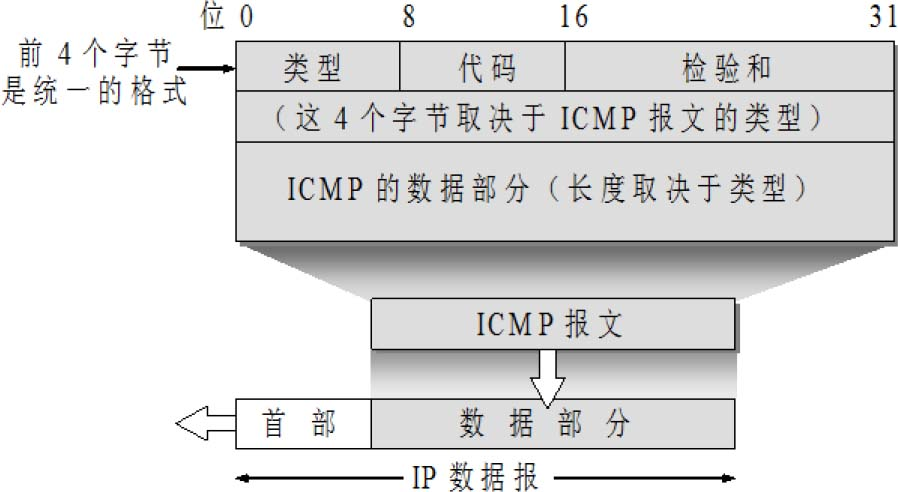 位 0 8 16 31
前 4 个字节
是统一的格式
类型 代码 检验和
（这 4 个字节取决于 ICMP 报文的类型）
ICMP 的数据部分（长度取决于类型）
ICMP 报文
首部 数据部分
IP 数据报